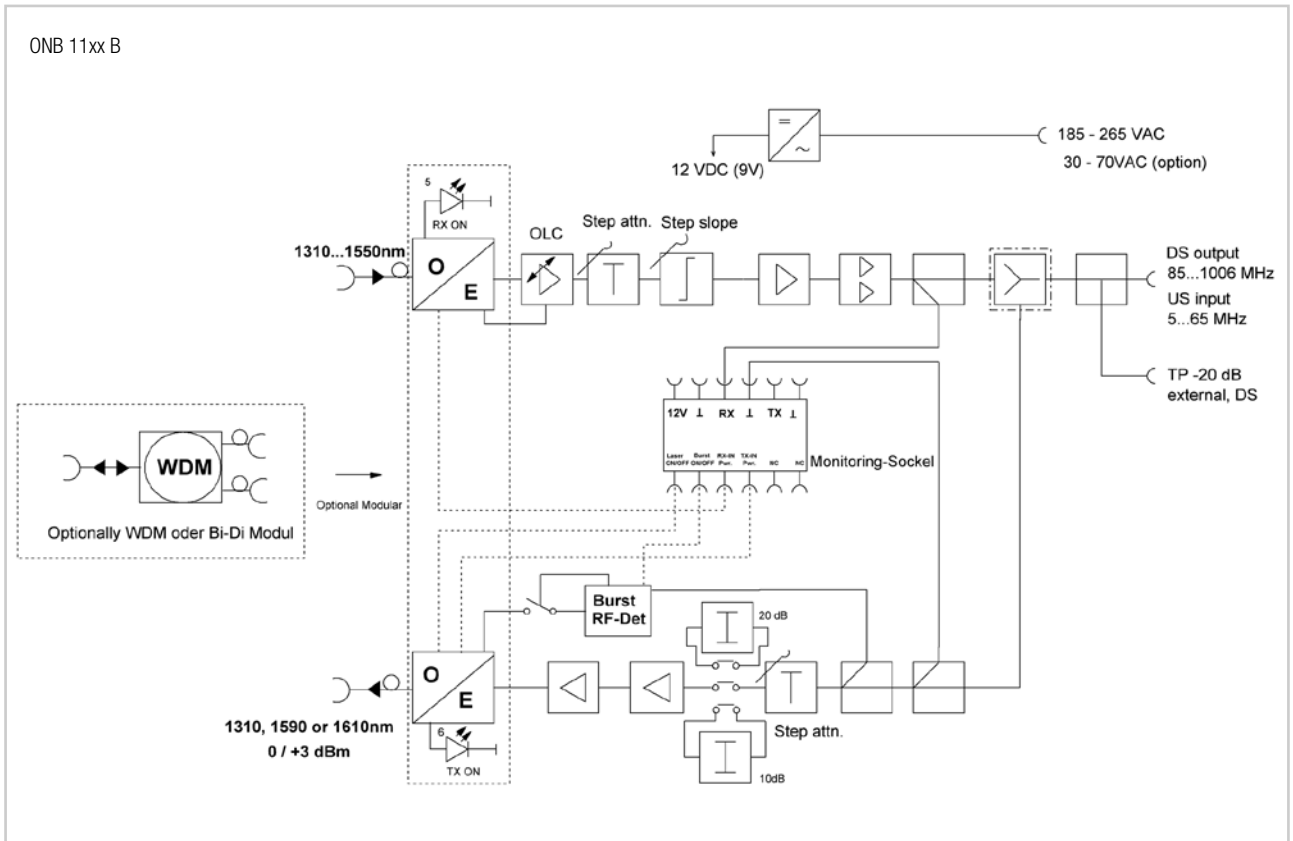 ONB 11xx B
=
~
185 - 265 VAC
12 VDC (9V)
30 - 70VAC (option)
5
RX ON
1310...1550nm
O
E
OLC
Step attn.
Step slope
DS output
85...1006 MHz
US input
5...65 MHz
TP -20 dB
external, DS
12V ⊥ RX ⊥ TX ⊥
Laser ON/OFF
Burst ON/OFF
RX-IN Pwr.
TX-IN Pwr.
NC
NC
Monitoring-Sockel
WDM
Optionally WDM oder Bi-Di Modul
Optional Modular
Burst
RF-Det
20 dB
O
E
Step attn.
10dB
1310, 1590 or 1610nm
0 / +3 dBm
6
TX ON